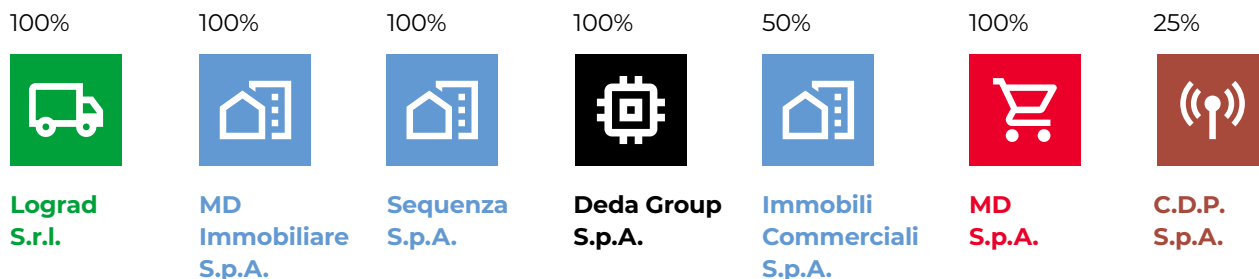 100%
100%
100%
100%
50%
100%
25%
Lograd
S.r.l.
MD
Immobiliare
S.p.A.
Sequenza
S.p.A.
Deda Group
S.p.A.
Immobili
Commerciali
S.p.A.
MD
S.p.A.
C.D.P.
S.p.A.